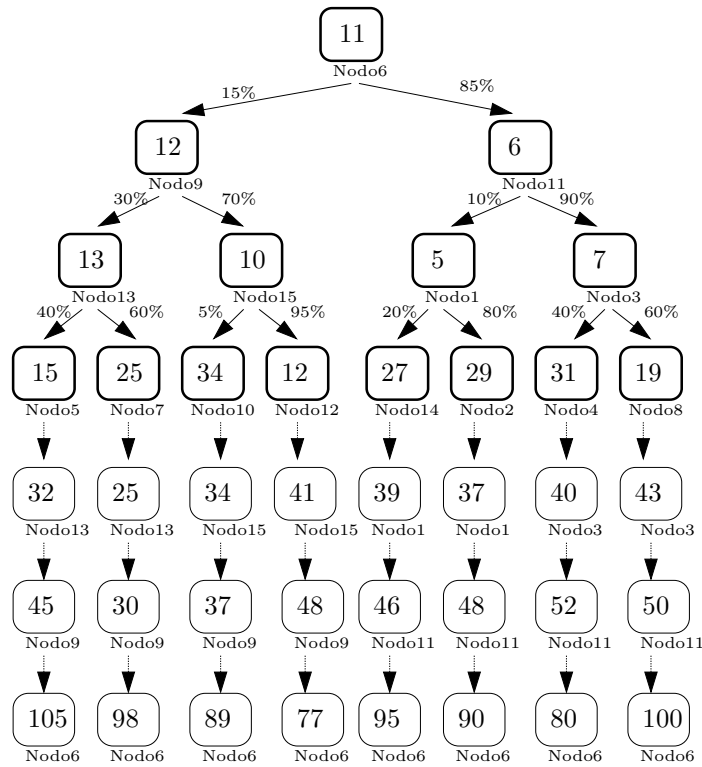 11
Nodo6
15% 85%
12 6
Nodo9 Nodo11
30% 70% 10% 90%
13 10 5 7
Nodo13 Nodo15 Nodo1 Nodo3
40% 60% 5% 95% 20% 80% 40% 60%
15 25 34 12 27 29 31 19
Nodo5 Nodo7 Nodo10 Nodo12 Nodo14 Nodo2 Nodo4 Nodo8
32 25 34 41 39 37 40 43
Nodo13 Nodo13 Nodo15 Nodo15 Nodo1 Nodo1 Nodo3 Nodo3
45 30 37 48 46 48 52 50
Nodo9 Nodo9 Nodo9 Nodo9 Nodo11 Nodo11 Nodo11 Nodo11
105 98 89 77 95 90 80 100
Nodo6 Nodo6 Nodo6 Nodo6 Nodo6 Nodo6 Nodo6 Nodo6